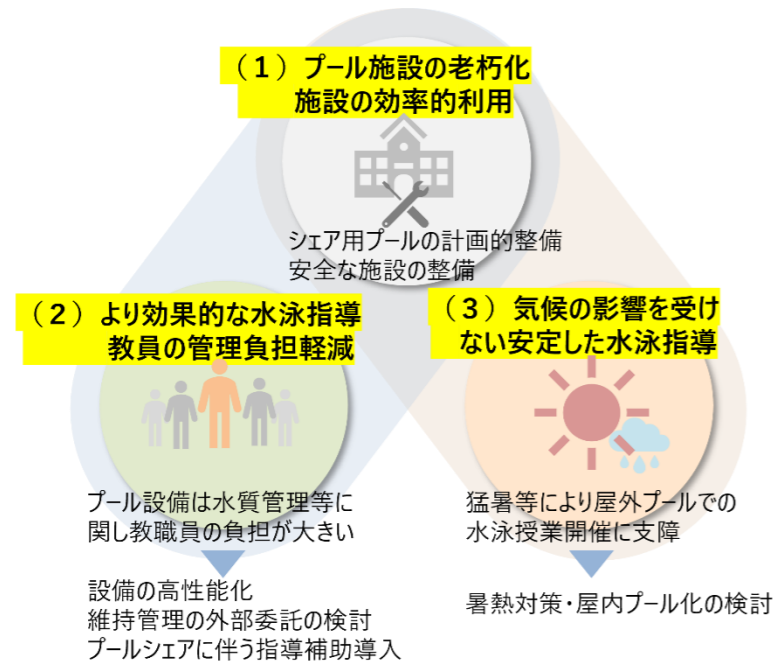 （１）プール施設の老朽化
施設の効率的利用
シェア用プールの計画的整備
安全な施設の整備
（２）より効果的な水泳指導
教員の管理負担軽減
プール設備は水質管理等に
関し教職員の負担が大きい
設備の高性能化
維持管理の外部委託の検討
プールシェアに伴う指導補助導入
（３）気候の影響を受け
ない安定した水泳指導
猛暑等により屋外プールでの
水泳授業開催に支障
暑熱対策・屋内プール化の検討